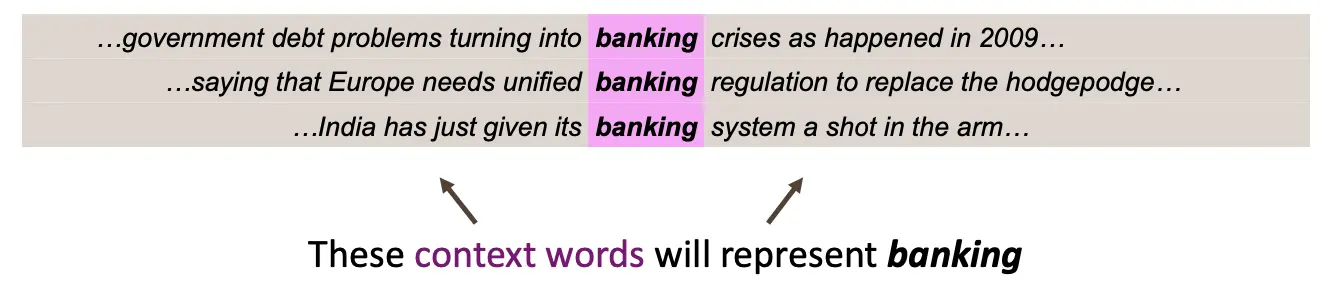 …government debt problems turning into banking crises as happened in 2009…
…saying that Europe needs unified banking regulation to replace the hodgepodge…
…India has just given its banking system a shot in the arm…
These context words will represent banking